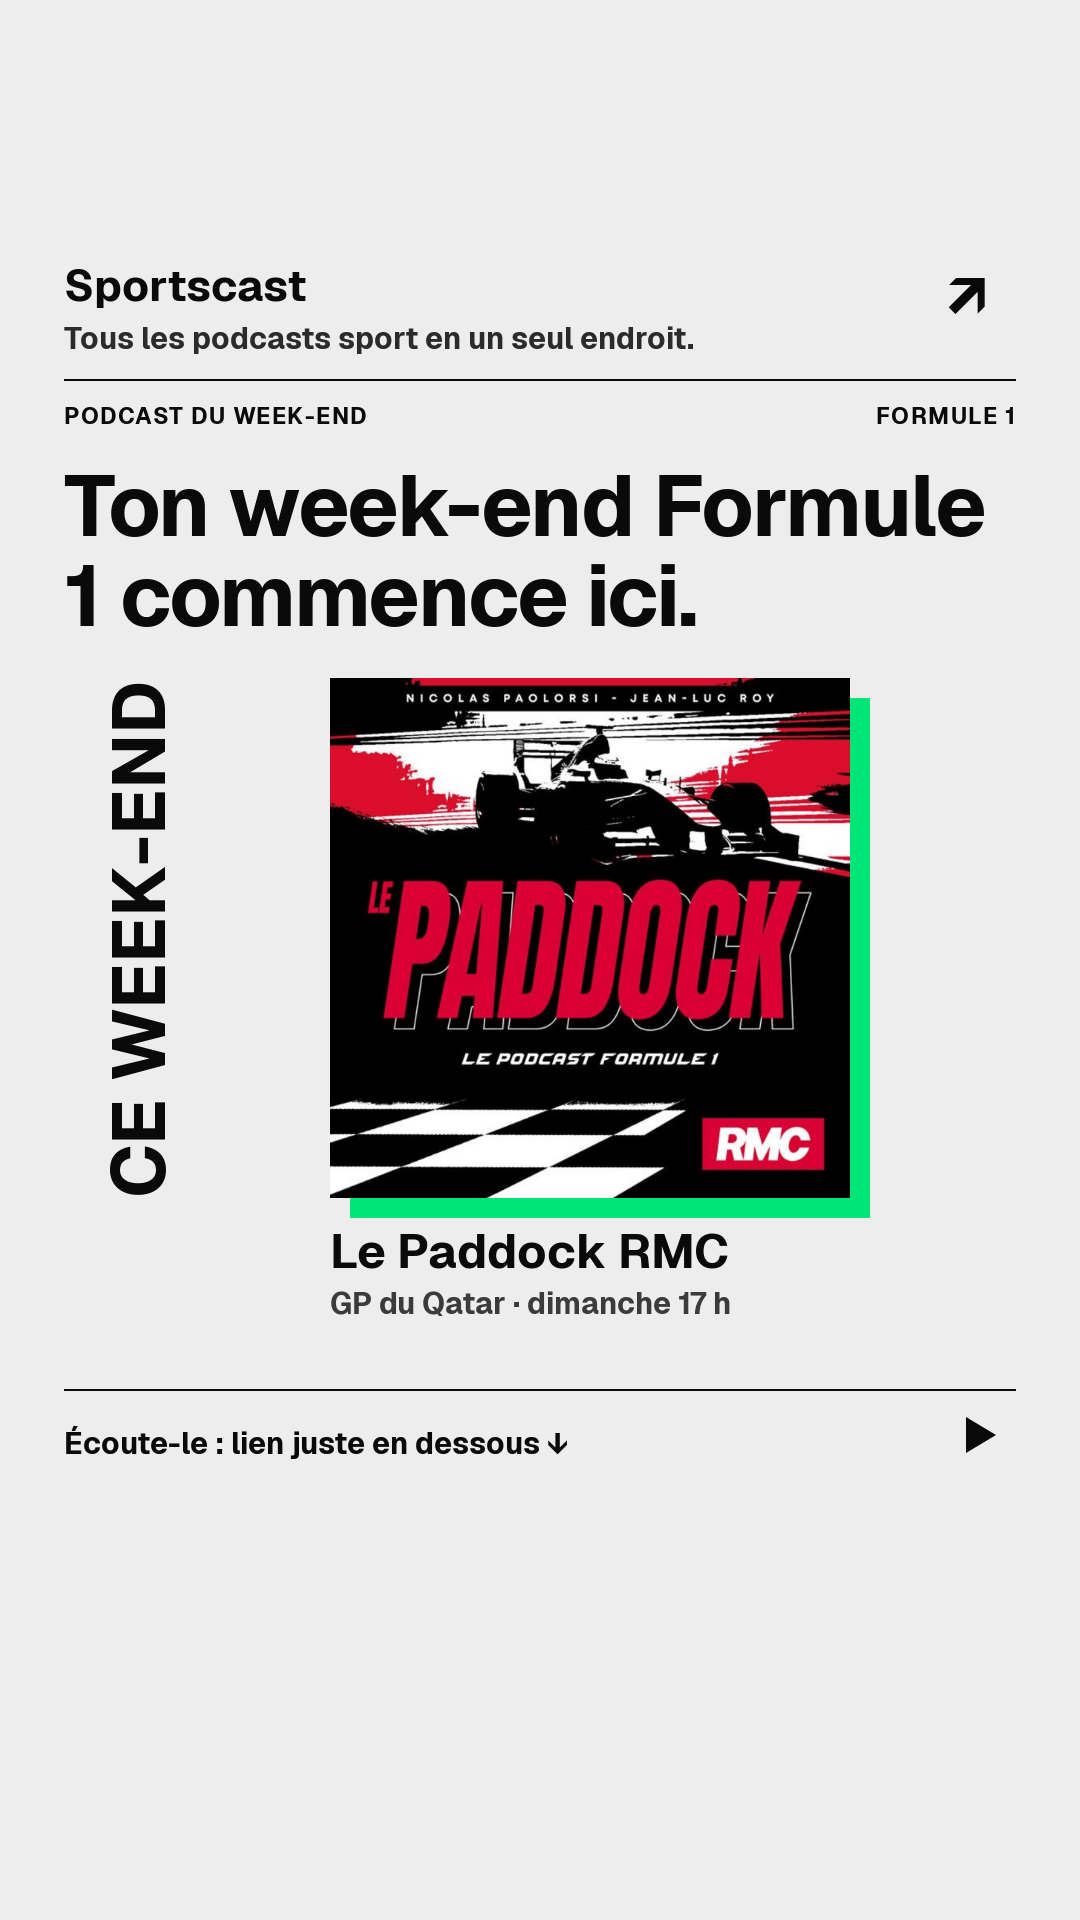 Sportscast
Tous les podcasts sport en un seul endroit.
PODCAST DU WEEK-END
FORMULE 1
Ton week-end Formule
1 commence ici.
CE WEEK-END
NICOLAS PAOLORSI - JEAN-LUC ROY
LE PADDOCK
LE PODCAST FORMULE 1
RMC
Le Paddock RMC
GP du Qatar · dimanche 17 h
Écoute-le : lien juste en dessous ↓